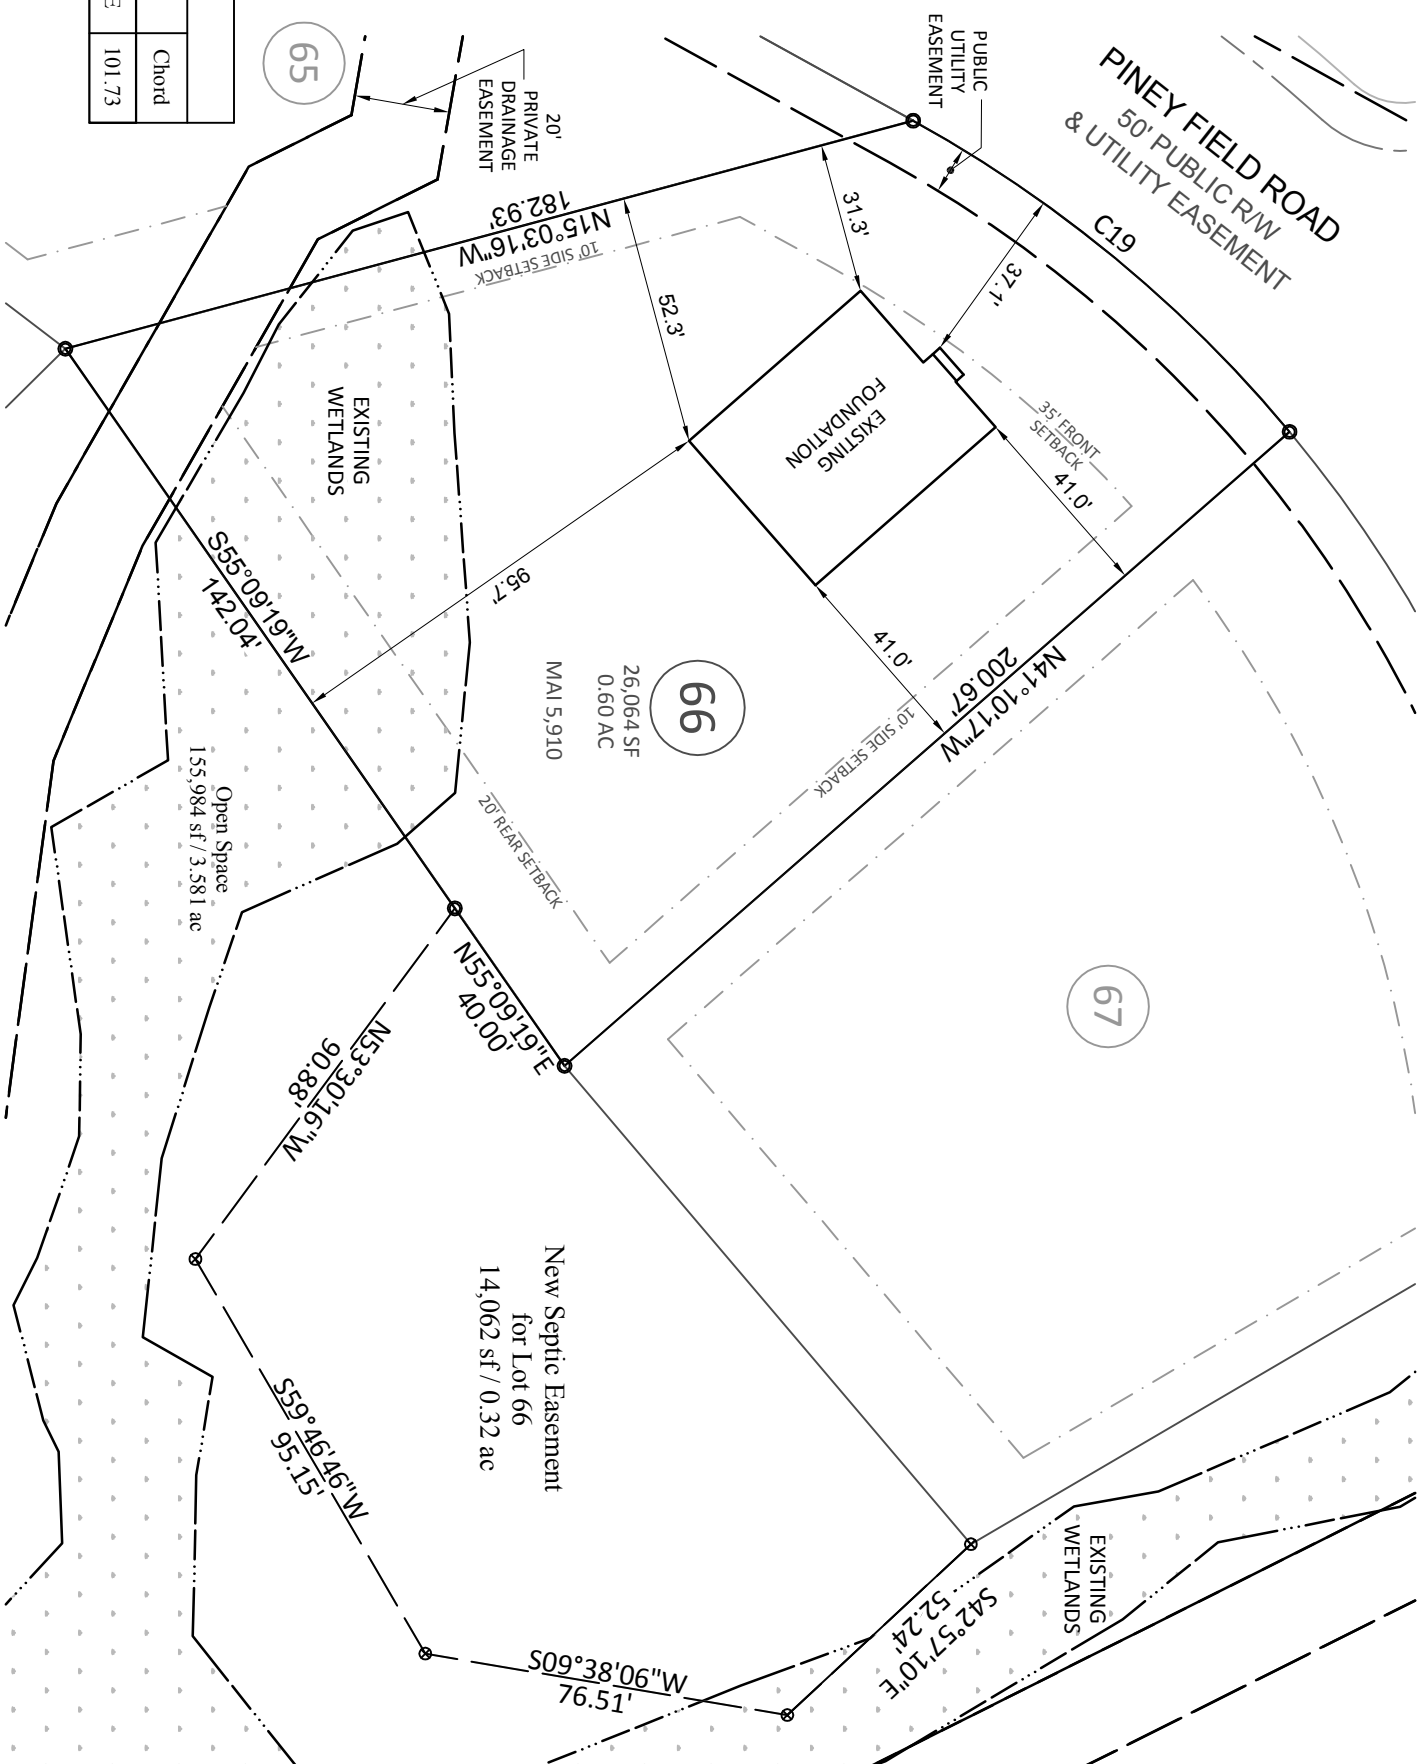 PINEY FIELD ROAD
50' PUBLIC R/W
& UTILITY EASEMENT
C19
PUBLIC
UTILITY
EASEMENT
20'
PRIVATE
DRAINAGE
EASEMENT
65
Chord
E
101.73
N15°03'16"W
182.93'
10' SIDE SETBACK
31.3'
37.1'
52.3'
EXISTING
FOUNDATION
35' FRONT
SETBACK
41.0'
41.0'
EXISTING
WETLANDS
95.7'
S55°09'19"W
142.04'
66
26,064 SF
0.60 AC
MAI 5,910
N41°10'17"W
200.67'
10' SIDE SETBACK
20' REAR SETBACK
Open Space
155,984 sf / 3.581 ac
67
N55°09'19"E
40.00'
N53°30'16"W
90.88'
New Septic Easement
for Lot 66
14,062 sf / 0.32 ac
S59°46'46"W
95.15'
S09°38'06"W
76.51'
S42°57'10"E
52.24'
EXISTING
WETLANDS